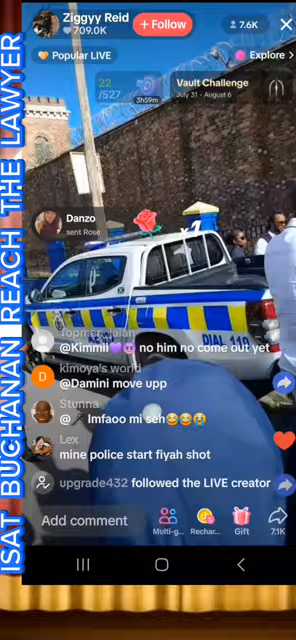 ISAT BUCHANAN REACH THE LAWYER
Ziggyy Reid
709.0K
+ Follow
7.6K
Popular LIVE
Explore >
22
/527
3h59m
Vault Challenge
July 31 - August 6
Danzo
sent Rose
x1
DIAL 119
@Kimmii💜 no him no come out yet
kimoya's world
D
@Damini move upp
Stunna
lmfaoo mi seh😂😂😭
Lex
mine police start fiyah shot
upgrade432 followed the LIVE creator
Add comment
Multi-g...
Rechar...
Gift
7.1K